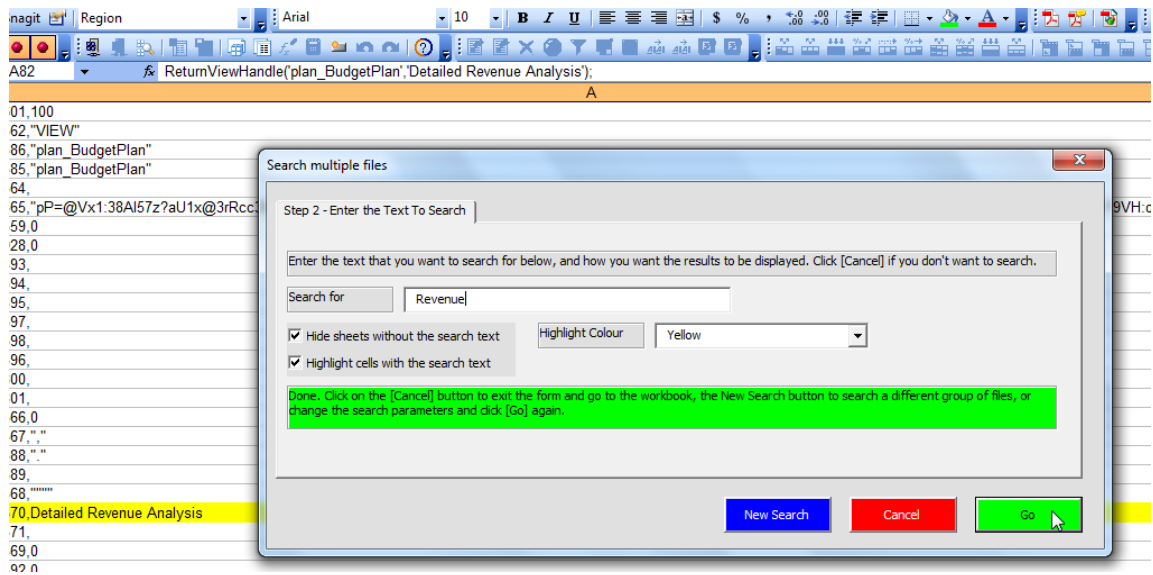 Region Arial 10 B I U $ % ,
A82 fx ReturnViewHandle('plan_BudgetPlan','Detailed Revenue Analysis');
A
01,100
62,"VIEW"
86,"plan_BudgetPlan"
85,"plan_BudgetPlan"
64,
65,"pP=@Vx1:38Al57z?aU1x@3rRcc3
9VH:c
59,0
28,0
93,
94,
95,
97,
98,
96,
00,
01,
66,0
67,","
88,"."
89,
68,""""
70,Detailed Revenue Analysis
71,
69,0
92,0
Search multiple files
Step 2 - Enter the Text To Search
Enter the text that you want to search for below, and how you want the results to be displayed. Click [Cancel] if you don't want to search.
Search for Revenue
Hide sheets without the search text Highlight Colour Yellow
Highlight cells with the search text
Done. Click on the [Cancel] button to exit the form and go to the workbook, the New Search button to search a different group of files, or
change the search parameters and click [Go] again.
New Search Cancel Go